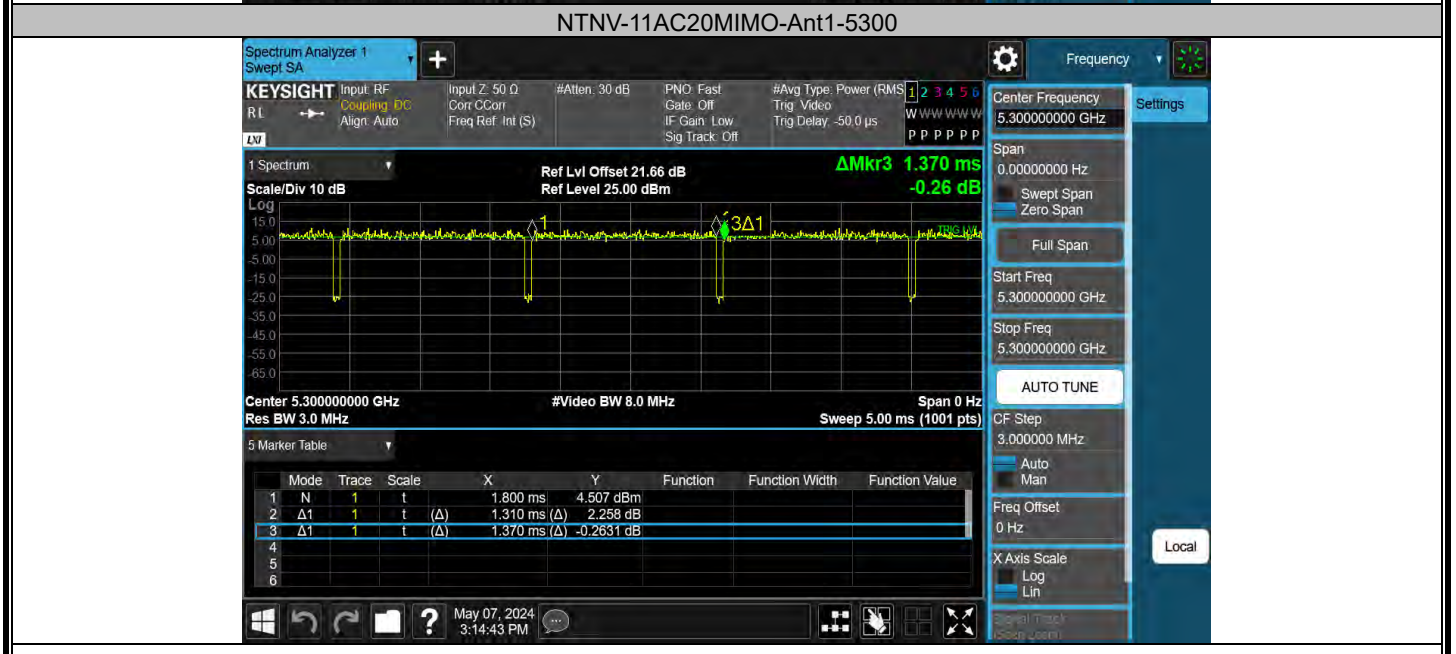 NTNV-11AC20MIMO-Ant1-5300
Spectrum Analyzer 1
Swept SA
+
Frequency
KEYSIGHT
RL
LXI
Input: RF
Coupling: DC
Align: Auto
Input Z: 50 Ω
Corr CCorr
Freq Ref: Int (S)
#Atten: 30 dB
PNO: Fast
Gate: Off
IF Gain: Low
Sig Track: Off
#Avg Type: Power (RMS
Trig: Video
Trig Delay: -50.0 µs
1 2 3 4 5 6
W W W W W W
P P P P P P
Center Frequency
5.300000000 GHz
Settings
1 Spectrum
Scale/Div 10 dB
Ref Lvl Offset 21.66 dB
Ref Level 25.00 dBm
ΔMkr3 1.370 ms
-0.26 dB
Span
0.00000000 Hz
Swept Span
Zero Span
Full Span
Log
15.0
5.00
-5.00
-15.0
-25.0
-35.0
-45.0
-55.0
-65.0
1
3Δ1
TRIG LVL
Start Freq
5.300000000 GHz
Stop Freq
5.300000000 GHz
AUTO TUNE
Center 5.300000000 GHz
#Video BW 8.0 MHz
Span 0 Hz
Res BW 3.0 MHz
Sweep 5.00 ms (1001 pts)
CF Step
3.000000 MHz
Auto
Man
5 Marker Table
Mode Trace Scale X Y Function Function Width Function Value
1 N 1 t 1.800 ms 4.507 dBm
2 Δ1 1 t (Δ) 1.310 ms (Δ) 2.258 dB
3 Δ1 1 t (Δ) 1.370 ms (Δ) -0.2631 dB
4
5
6
Freq Offset
0 Hz
X Axis Scale
Log
Lin
Local
Signal Track
(Span Zoom)
?
May 07, 2024
3:14:43 PM